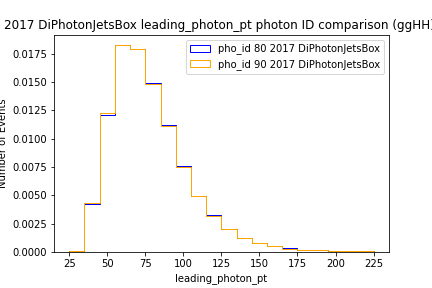 2017 DiPhotonJetsBox leading_photon_pt photon ID comparison (ggHH)
pho_id 80 2017 DiPhotonJetsBox
pho_id 90 2017 DiPhotonJetsBox
Number of Events
0.0175
0.0150
0.0125
0.0100
0.0075
0.0050
0.0025
0.0000
25 50 75 100 125 150 175 200 225
leading_photon_pt